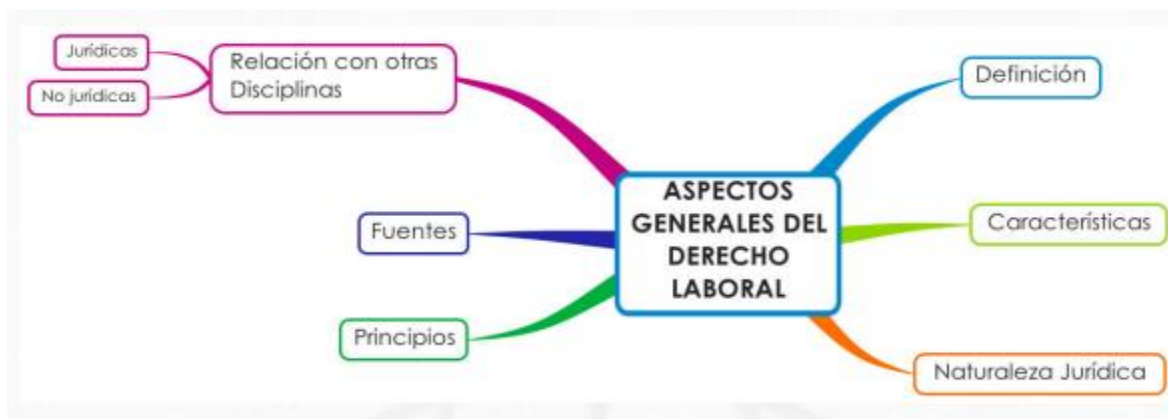 Jurídicas
No jurídicas
Relación con otras
Disciplinas
Fuentes
Principios
ASPECTOS
GENERALES DEL
DERECHO
LABORAL
Definición
Características
Naturaleza Jurídica